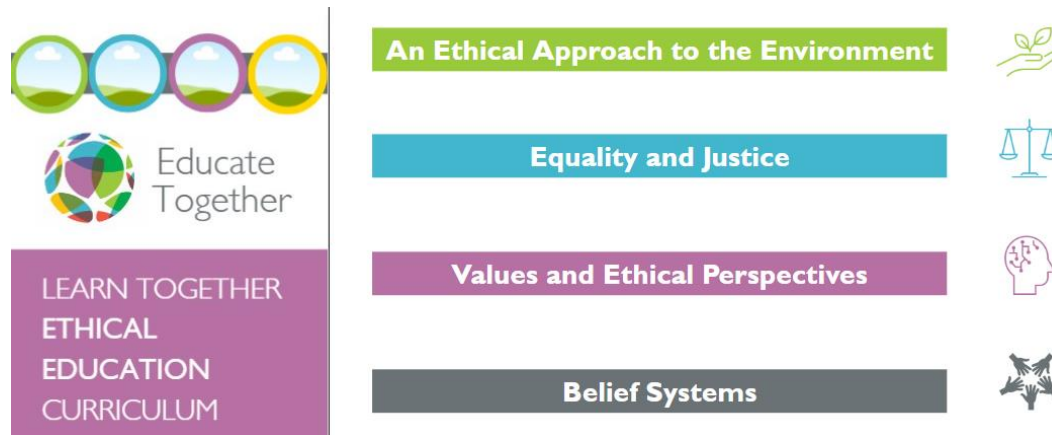 Educate
Together
LEARN TOGETHER
ETHICAL
EDUCATION
CURRICULUM
An Ethical Approach to the Environment
Equality and Justice
Values and Ethical Perspectives
Belief Systems